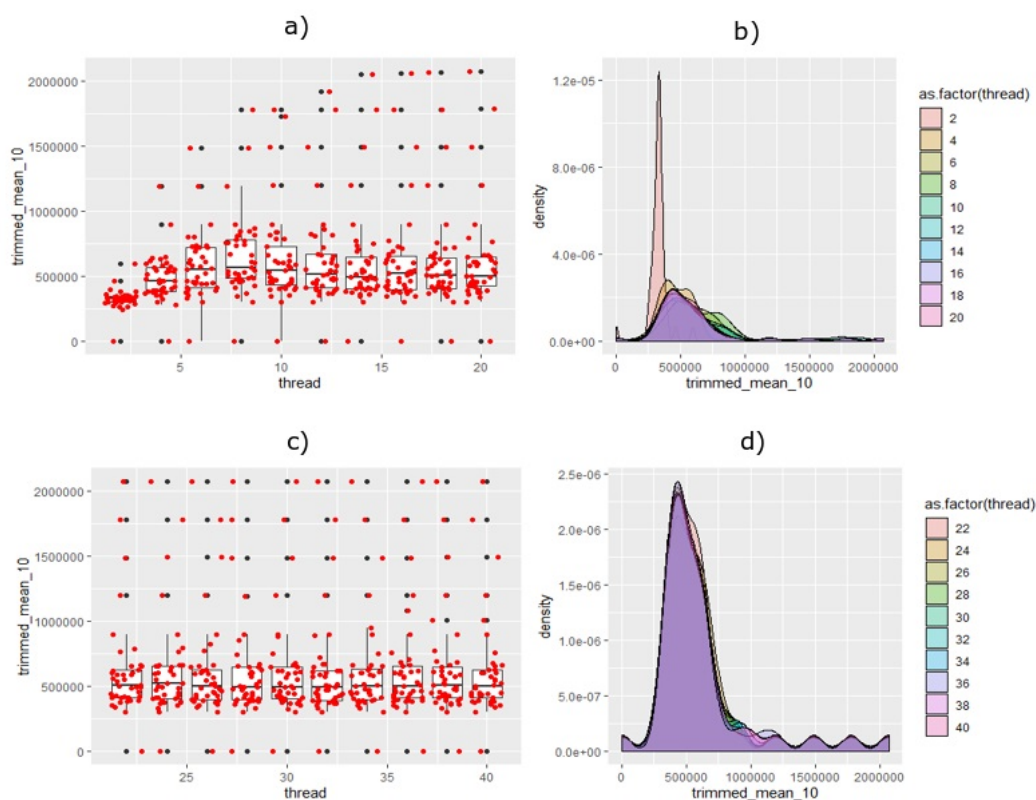 a)
trimmed_mean_10
2000000
1500000
1000000
500000
0
5
10
15
20
thread
b)
density
1.2e-05
8.0e-06
4.0e-06
0.0e+00
0
500000
1000000
1500000
2000000
trimmed_mean_10
as.factor(thread)
2
4
6
8
10
12
14
16
18
20
c)
trimmed_mean_10
2000000
1500000
1000000
500000
0
25
30
35
40
thread
d)
density
2.5e-06
2.0e-06
1.5e-06
1.0e-06
5.0e-07
0.0e+00
0
500000
1000000
1500000
2000000
trimmed_mean_10
as.factor(thread)
22
24
26
28
30
32
34
36
38
40